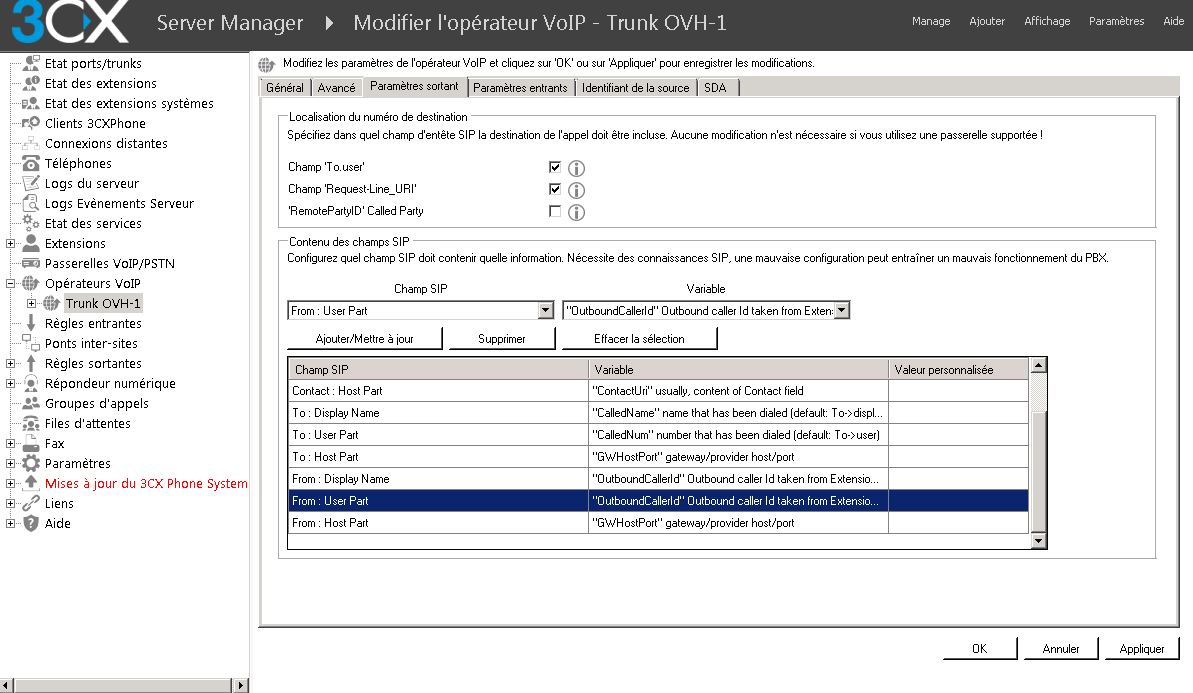 3CX Server Manager Modifier l'opérateur VoIP - Trunk OVH-1 Manage Ajouter Affichage Paramètres Aide
Etat ports/trunks
Etat des extensions
Etat des extensions systèmes
Clients 3CXPhone
Connexions distantes
Téléphones
Logs du serveur
Logs Evènements Serveur
Etat des services
Extensions
Passerelles VoIP/PSTN
Opérateurs VoIP
Trunk OVH-1
Règles entrantes
Ponts inter-sites
Règles sortantes
Répondeur numérique
Groupes d'appels
Files d'attentes
Fax
Paramètres
Mises à jour du 3CX Phone System
Liens
Aide
Modifiez les paramètres de l'opérateur VoIP et cliquez sur 'OK' ou sur 'Appliquer' pour enregistrer les modifications.
Général Avancé Paramètres sortant Paramètres entrants Identifiant de la source SDA
Localisation du numéro de destination
Spécifiez dans quel champ d'entête SIP la destination de l'appel doit être incluse. Aucune modification n'est nécessaire si vous utilisez une passerelle supportée !
Champ 'To.user'
Champ 'Request-Line_URI'
'RemotePartyID' Called Party
Contenu des champs SIP
Configurez quel champ SIP doit contenir quelle information. Nécessite des connaissances SIP, une mauvaise configuration peut entraîner un mauvais fonctionnement du PBX.
Champ SIP Variable
From : User Part "OutboundCallerId" Outbound caller Id taken from Exten
Ajouter/Mettre à jour Supprimer Effacer la sélection
Champ SIP Variable Valeur personnalisée
Contact : Host Part "ContactUri" usually, content of Contact field
To : Display Name "CalledName" name that has been dialed (default: To->displ...
To : User Part "CalledNum" number that has been dialed (default: To->user)
To : Host Part "GWHostPort" gateway/provider host/port
From : Display Name "OutboundCallerId" Outbound caller Id taken from Extensio...
From : User Part "OutboundCallerId" Outbound caller Id taken from Extensio...
From : Host Part "GWHostPort" gateway/provider host/port
OK Annuler Appliquer